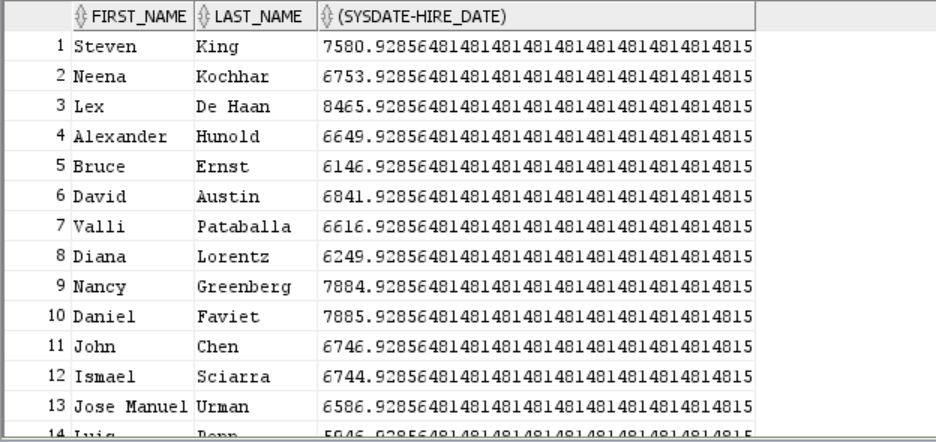 FIRST_NAME LAST_NAME (SYSDATE-HIRE_DATE)
1 Steven King 7580.928564814814814814814814814814814815
2 Neena Kochhar 6753.928564814814814814814814814814814815
3 Lex De Haan 8465.928564814814814814814814814814814815
4 Alexander Hunold 6649.928564814814814814814814814814814815
5 Bruce Ernst 6146.928564814814814814814814814814814815
6 David Austin 6841.928564814814814814814814814814814815
7 Valli Pataballa 6616.928564814814814814814814814814814815
8 Diana Lorentz 6249.928564814814814814814814814814814815
9 Nancy Greenberg 7884.928564814814814814814814814814814815
10 Daniel Faviet 7885.928564814814814814814814814814814815
11 John Chen 6746.928564814814814814814814814814814815
12 Ismael Sciarra 6744.928564814814814814814814814814814815
13 Jose Manuel Urman 6586.928564814814814814814814814814814815
14 Luis